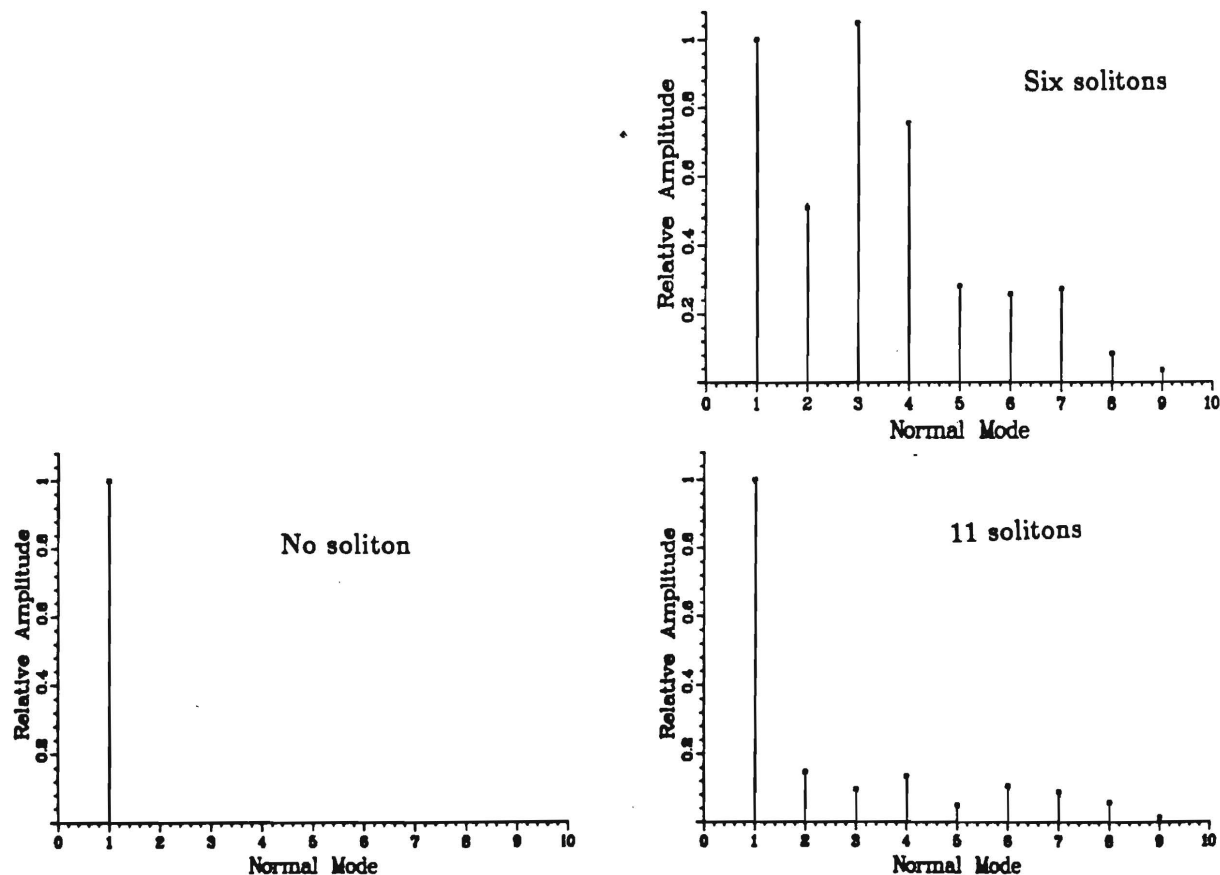 Six solitons
Relative Amplitude
1
0.8
0.6
0.4
0.2
0 1 2 3 4 5 6 7 8 9 10
Normal Mode
No soliton
Relative Amplitude
1
0.8
0.6
0.4
0.2
0 1 2 3 4 5 6 7 8 9 10
Normal Mode
11 solitons
Relative Amplitude
1
0.8
0.6
0.4
0.2
0 1 2 3 4 5 6 7 8 9 10
Normal Mode